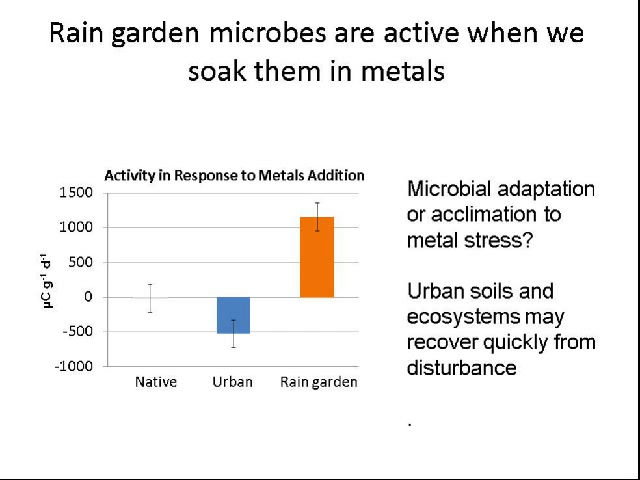 Rain garden microbes are active when we
soak them in metals
Activity in Response to Metals Addition
1500
1000
500
0
-500
-1000
µC g⁻¹ d⁻¹
Native
Urban
Rain garden
Microbial adaptation
or acclimation to
metal stress?
Urban soils and
ecosystems may
recover quickly from
disturbance
.